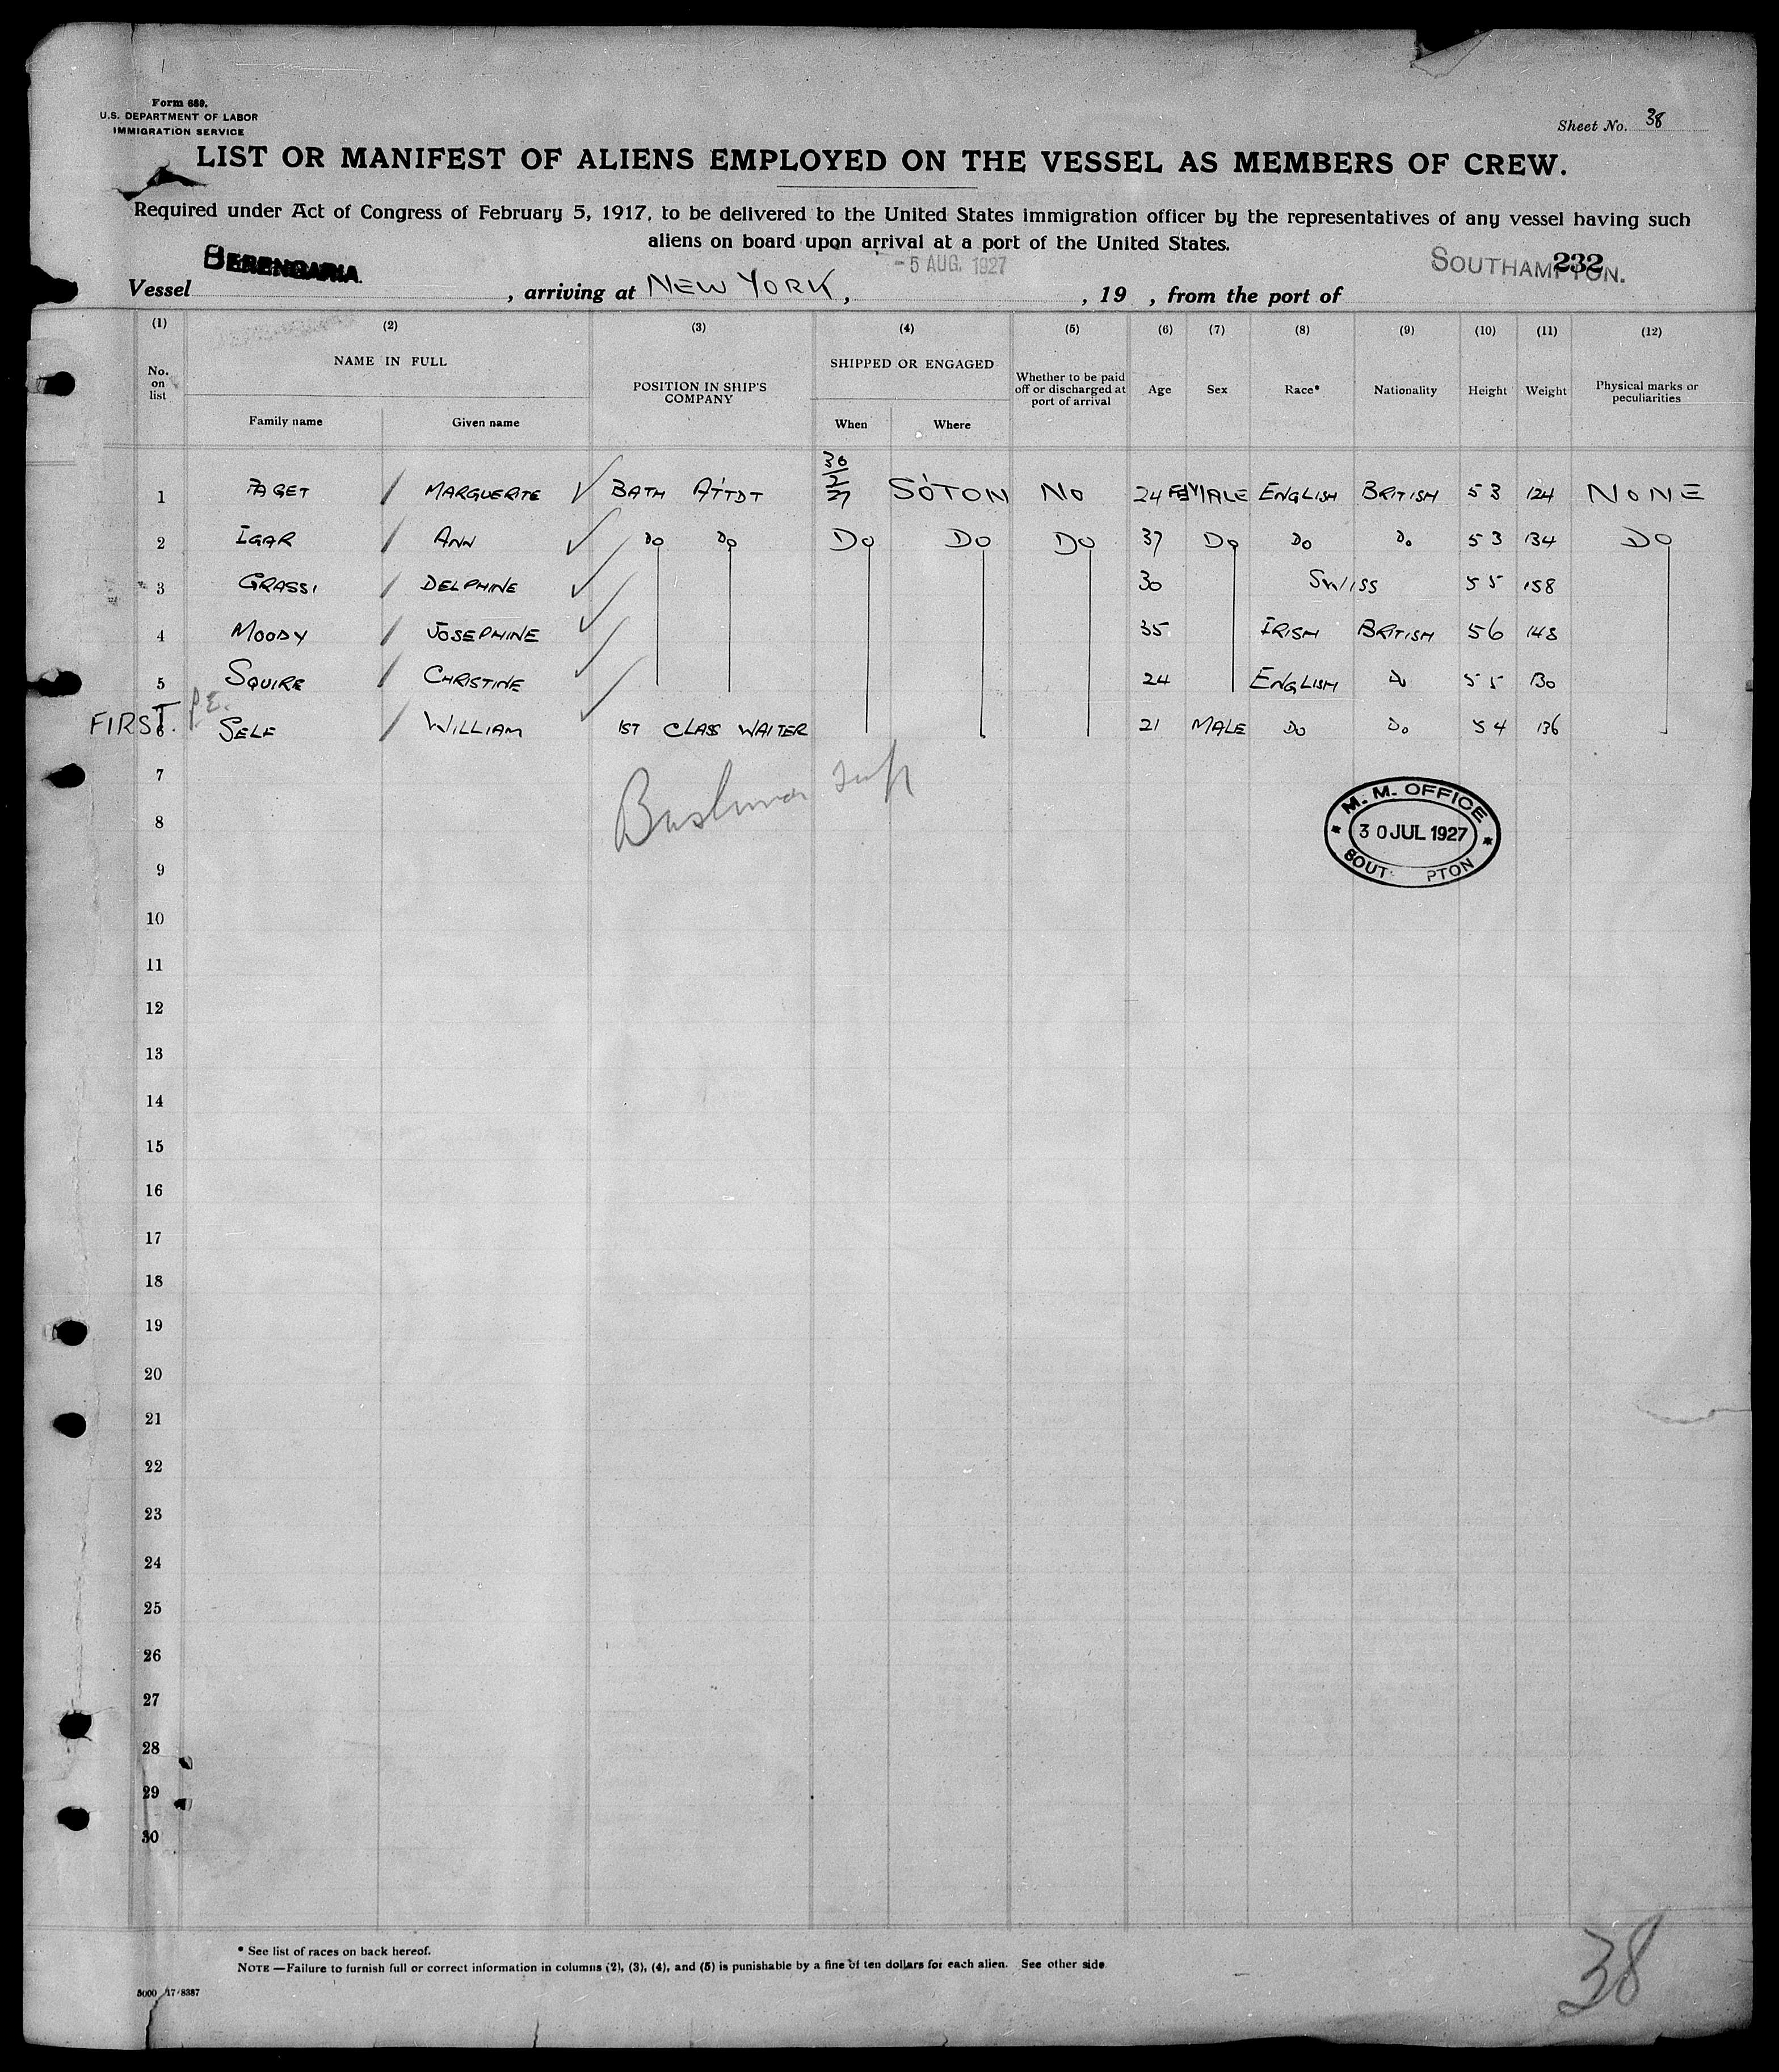 Form 689.
U.S. DEPARTMENT OF LABOR
IMMIGRATION SERVICE
Sheet No. 38
LIST OR MANIFEST OF ALIENS EMPLOYED ON THE VESSEL AS MEMBERS OF CREW.
Required under Act of Congress of February 5, 1917, to be delivered to the United States immigration officer by the representatives of any vessel having such
aliens on board upon arrival at a port of the United States.
Vessel BERENGARIA. , arriving at NEW YORK, -5 AUG. 1927 , 19 , from the port of SOUTHAMPTON. 232
(1) (2) (3) (4) (5) (6) (7) (8) (9) (10) (11) (12)
No. on list NAME IN FULL POSITION IN SHIP'S COMPANY SHIPPED OR ENGAGED Whether to be paid off or discharged at port of arrival Age Sex Race* Nationality Height Weight Physical marks or peculiarities
Family name Given name When Where
1 PAGET / MARGUERITE BATH ATTDT 30/7/27 SOTON NO 24 FEMALE ENGLISH BRITISH 5 3 124 NONE
2 IGAR / ANN DO DO DO DO DO 37 DO DO DO 5 3 134 DO
3 GRASSI / DELPHINE 30 SWISS 5 5 158
4 MOODY / JOSEPHINE 35 IRISH BRITISH 5 6 148
5 SQUIRE / CHRISTINE 24 ENGLISH DO 5 5 130
FIRST. P.E.
6 SELF / WILLIAM 1ST CLASS WAITER 21 MALE DO DO 5 4 136
7
8
9
M. M. OFFICE
30 JUL 1927
SOUT PTON
10
11
12
13
14
15
16
17
18
19
20
21
22
23
24
25
26
27
28
29
30
* See list of races on back hereof.
NOTE —Failure to furnish full or correct information in columns (2), (3), (4), and (5) is punishable by a fine of ten dollars for each alien. See other side
5000 17/8387
38